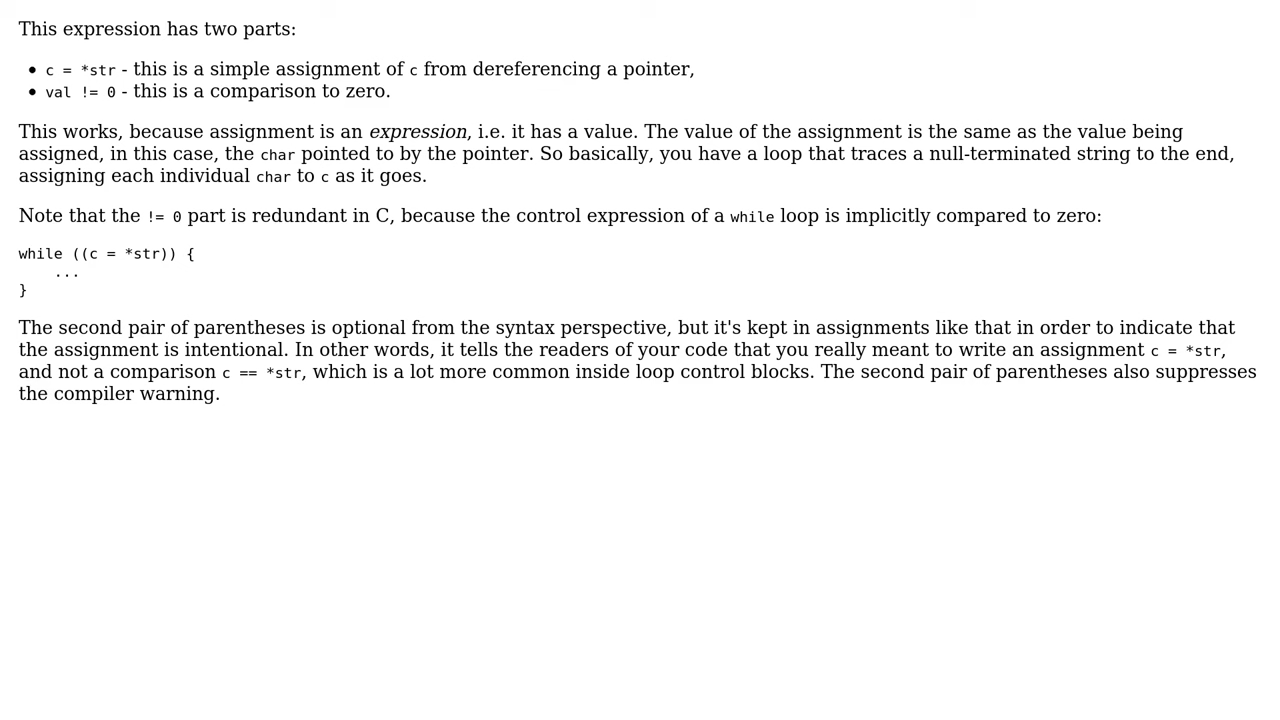 This expression has two parts:
• c = *str - this is a simple assignment of c from dereferencing a pointer,
• val != 0 - this is a comparison to zero.
This works, because assignment is an expression, i.e. it has a value. The value of the assignment is the same as the value being
assigned, in this case, the char pointed to by the pointer. So basically, you have a loop that traces a null-terminated string to the end,
assigning each individual char to c as it goes.
Note that the != 0 part is redundant in C, because the control expression of a while loop is implicitly compared to zero:
while ((c = *str)) {
    ...
}
The second pair of parentheses is optional from the syntax perspective, but it's kept in assignments like that in order to indicate that
the assignment is intentional. In other words, it tells the readers of your code that you really meant to write an assignment c = *str,
and not a comparison c == *str, which is a lot more common inside loop control blocks. The second pair of parentheses also suppresses
the compiler warning.